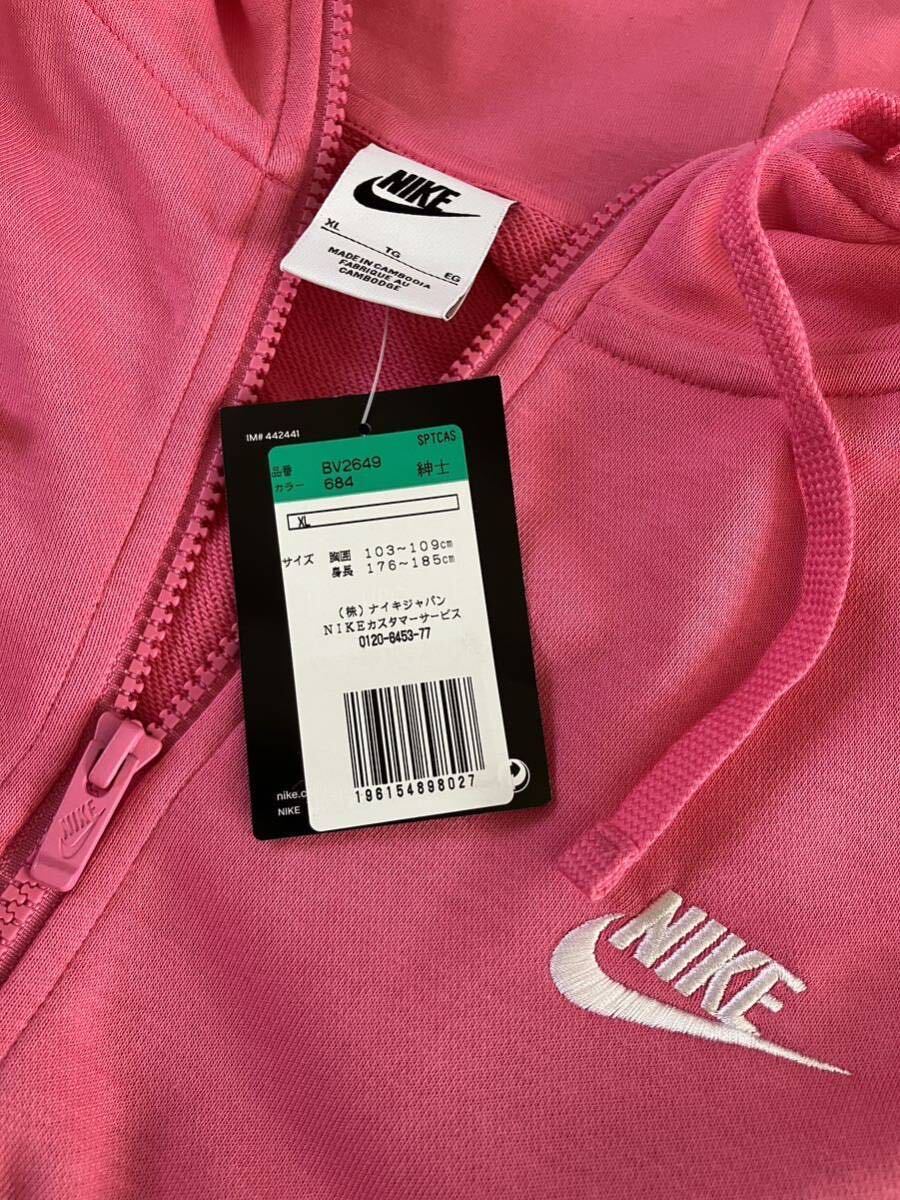 NIKE
XL TG EG
MADE IN CAMBODIA
FABRIQUE AU
CAMBODGE
IM# 442441
SPTCAS
品番 BV2649 紳士
カラー 684
XL
サイズ 胸囲 103~109cm
身長 176~185cm
(株)ナイキジャパン
NIKEカスタマーサービス
0120-6453-77
196154898027
nike.c
NIKE
NIKE
NIKE